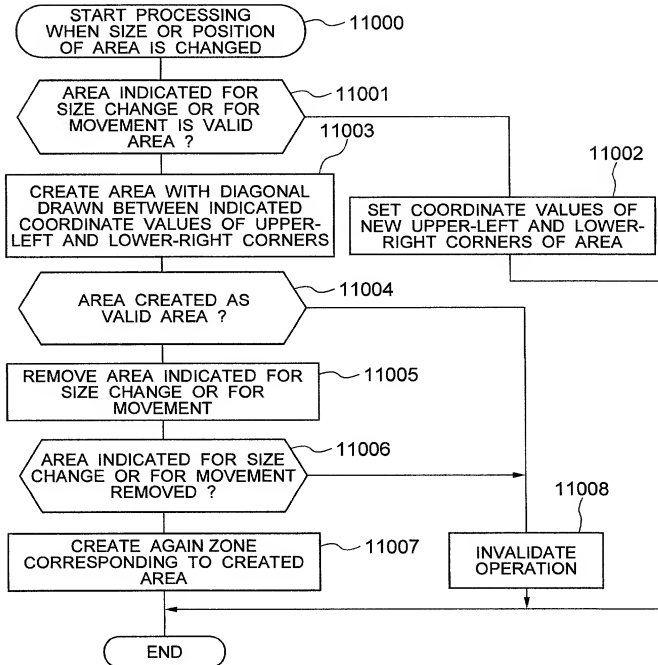 START PROCESSING
WHEN SIZE OR POSITION
OF AREA IS CHANGED
11000
AREA INDICATED FOR
SIZE CHANGE OR FOR
MOVEMENT IS VALID
AREA ?
11001
11003
CREATE AREA WITH DIAGONAL
DRAWN BETWEEN INDICATED
COORDINATE VALUES OF UPPER-
LEFT AND LOWER-RIGHT CORNERS
11002
SET COORDINATE VALUES OF
NEW UPPER-LEFT AND LOWER-
RIGHT CORNERS OF AREA
AREA CREATED AS
VALID AREA ?
11004
REMOVE AREA INDICATED FOR
SIZE CHANGE OR FOR
MOVEMENT
11005
AREA INDICATED FOR SIZE
CHANGE OR FOR MOVEMENT
REMOVED ?
11006
CREATE AGAIN ZONE
CORRESPONDING TO CREATED
AREA
11007
11008
INVALIDATE
OPERATION
END